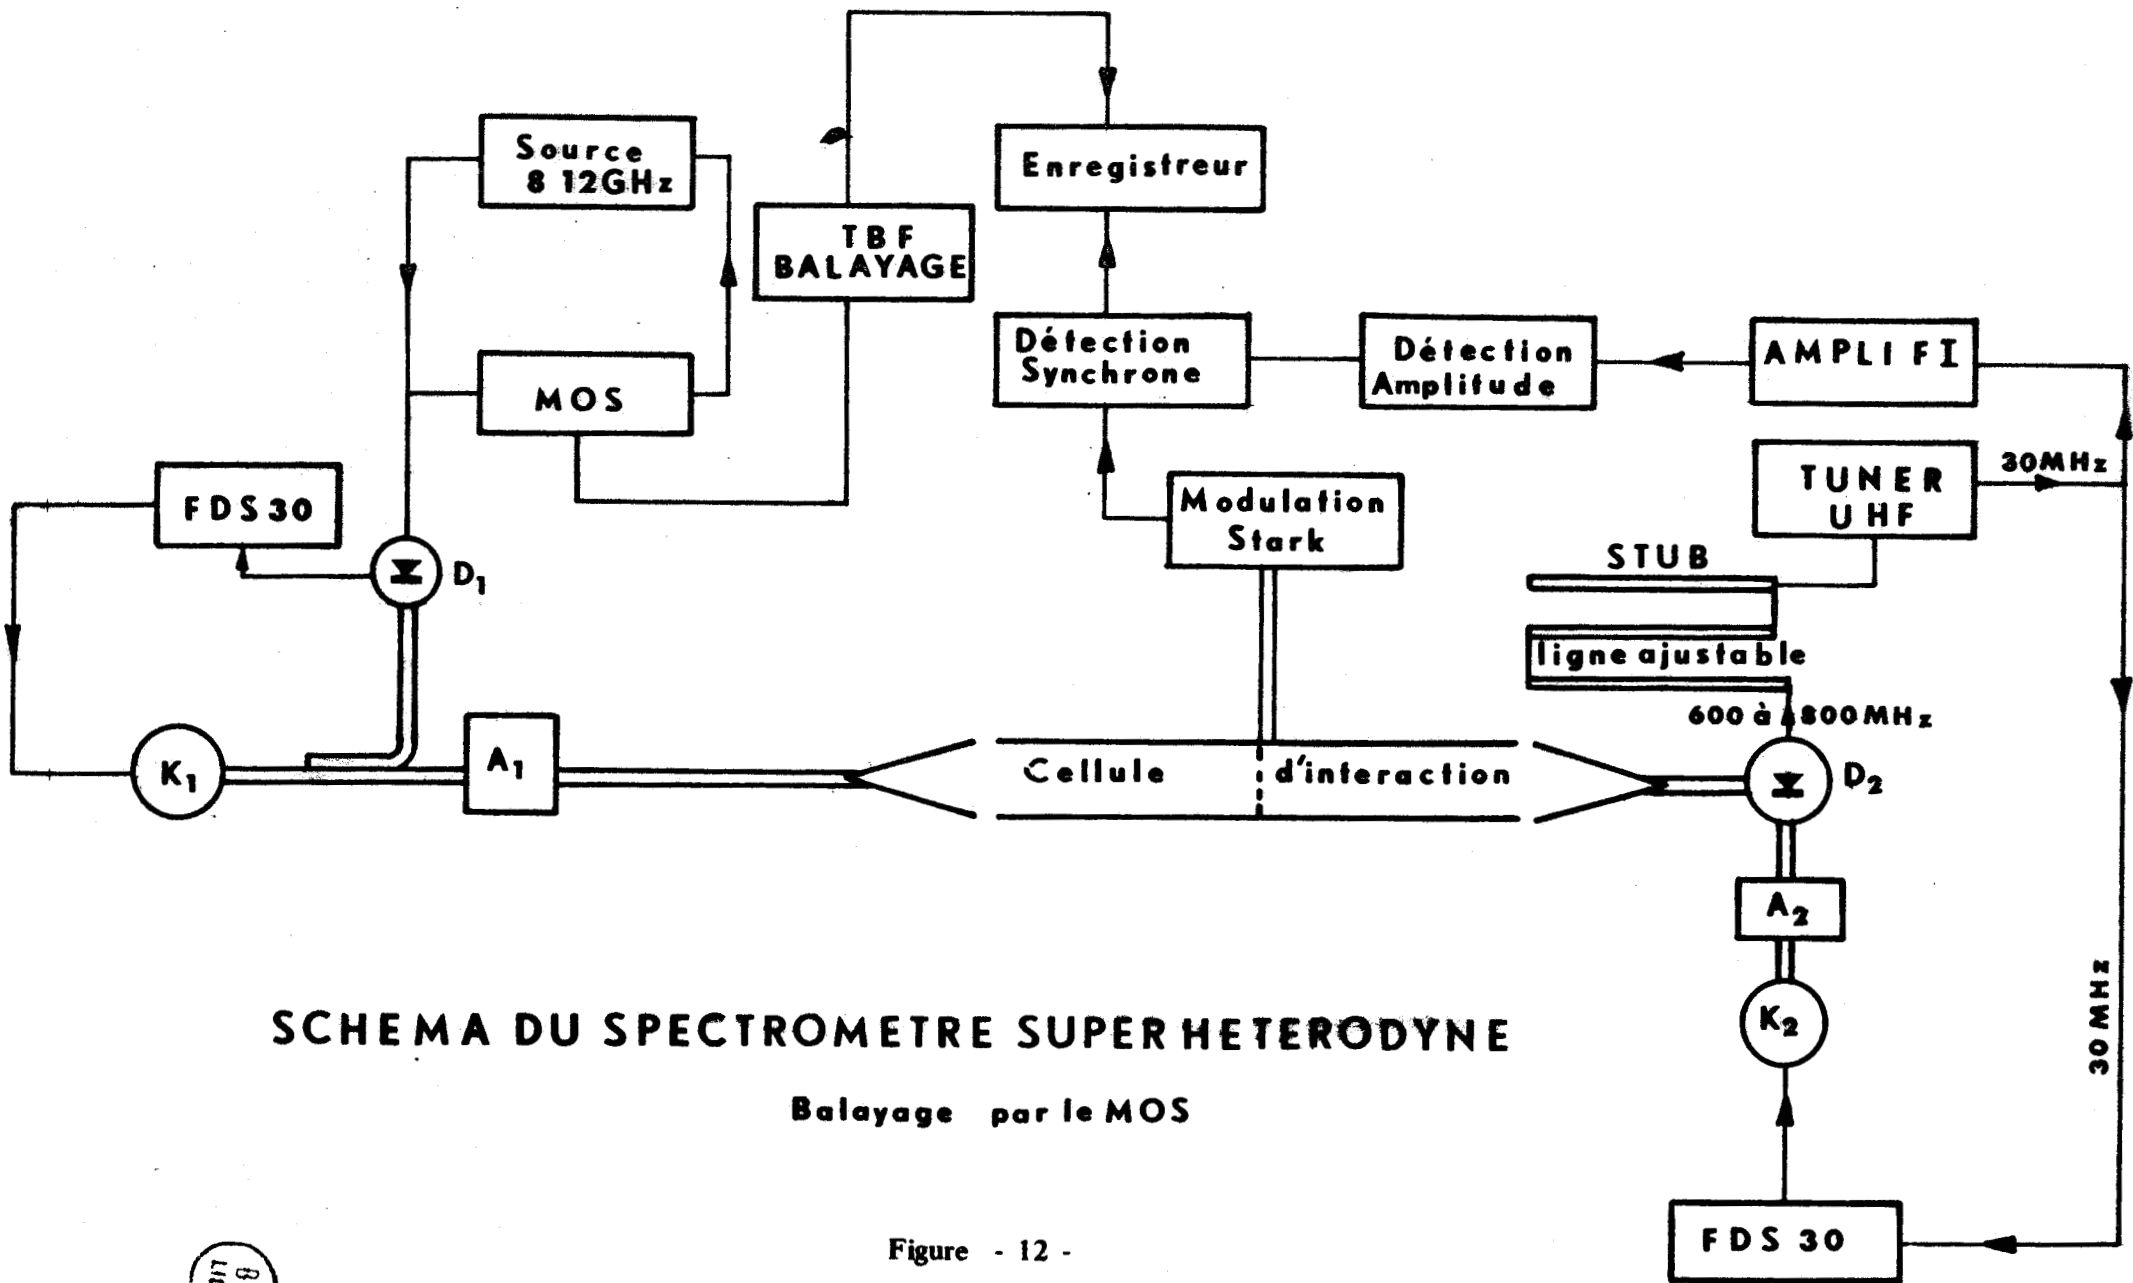 Source
8 12GHz
TBF
BALAYAGE
Enregistreur
MOS
Détection
Synchrone
Détection
Amplitude
AMPLI FI
FDS30
D1
Modulation
Stark
TUNER
UHF
30MHz
STUB
ligne ajustable
600 à 800MHz
K1
A1
Cellule d'interaction
D2
A2
K2
30MHz
SCHEMA DU SPECTROMETRE SUPER HETERODYNE
Balayage par le MOS
FDS 30
Figure - 12 -